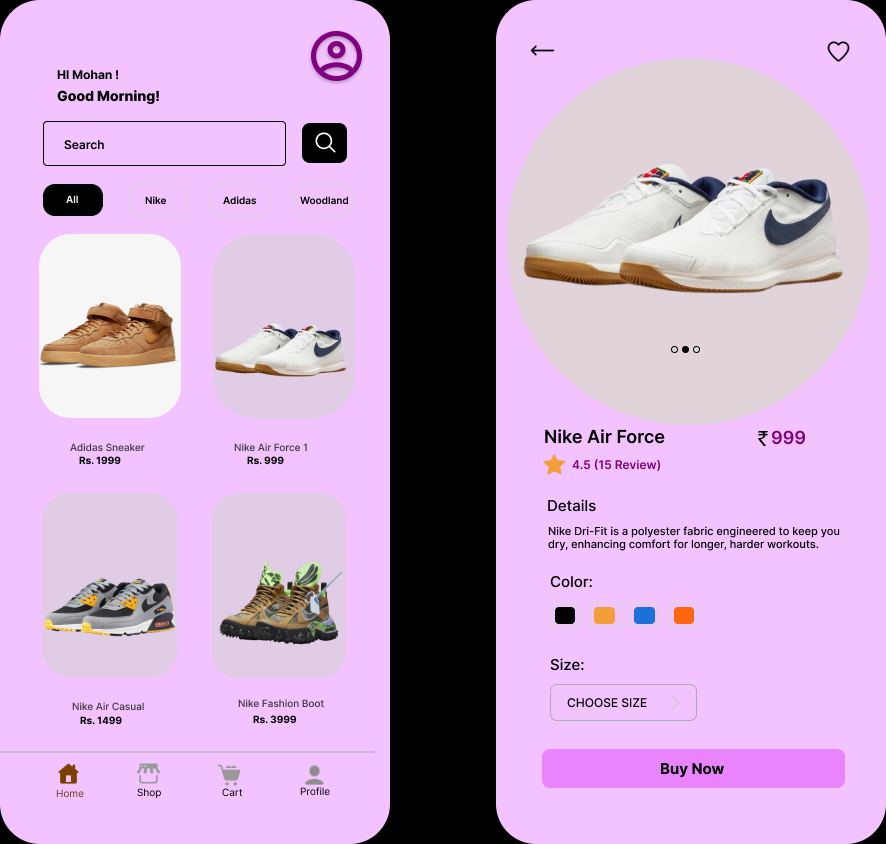 HI Mohan !
Good Morning!
Search
All
Nike
Adidas
Woodland
Adidas Sneaker
Rs. 1999
Nike Air Force 1
Rs. 999
Nike Air Casual
Rs. 1499
Nike Fashion Boot
Rs. 3999
Home
Shop
Cart
Profile
Nike Air Force
₹ 999
4.5 (15 Review)
Details
Nike Dri-Fit is a polyester fabric engineered to keep you
dry, enhancing comfort for longer, harder workouts.
Color:
Size:
CHOOSE SIZE
Buy Now